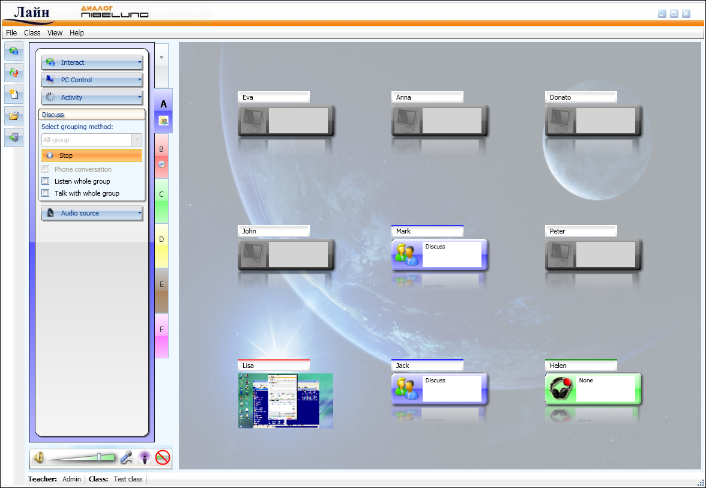 Лайн
ДИАЛОГ
NIBELUNG
File Class View Help
Interact
PC Control
Activity
Discuss
Select grouping method:
All group
Stop
Phone conversation
Listen whole group
Talk with whole group
Audio source
A
B
C
D
E
F
Eva
Anna
Donato
John
Mark
Discuss
Peter
Lisa
Jack
Discuss
Helen
None
Teacher: Admin Class: Test class